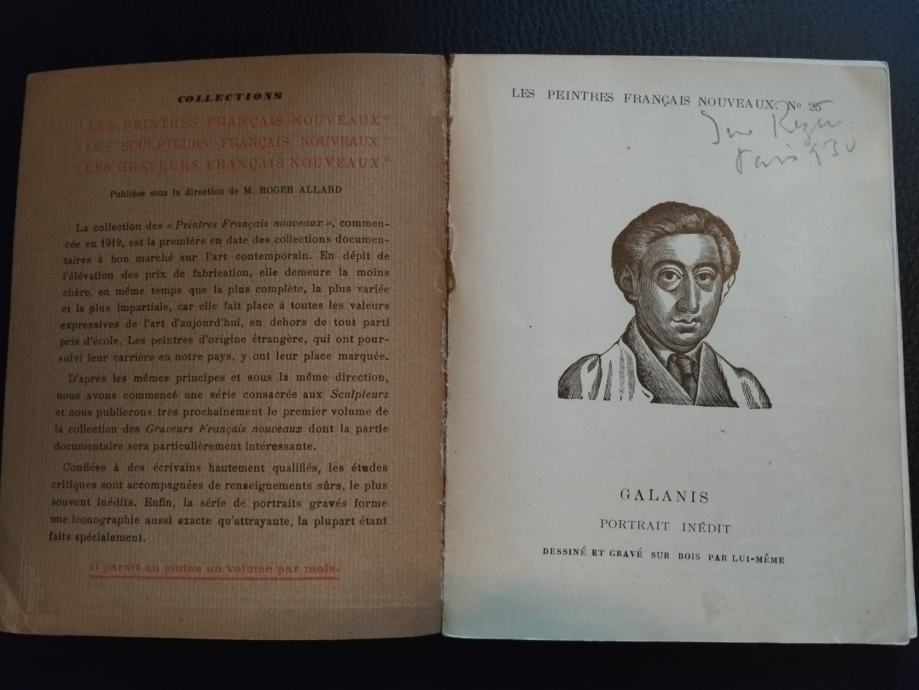 COLLECTIONS
"LES PEINTRES FRANÇAIS NOUVEAUX"
"LES SCULPTEURS FRANÇAIS NOUVEAUX"
"LES GRAVEURS FRANÇAIS NOUVEAUX"
Publiées sous la direction de M. ROGER ALLARD
La collection des « Peintres Français nouveaux », commen-
cée en 1919, est la première en date des collections documen-
taires à bon marché sur l'art contemporain. En dépit de
l'élévation des prix de fabrication, elle demeure la moins
chère, en même temps que la plus complète, la plus variée
et la plus impartiale, car elle fait place à toutes les valeurs
expressives de l'art d'aujourd'hui, en dehors de tout parti
pris d'école. Les peintres d'origine étrangère, qui ont pour-
suivi leur carrière en notre pays, y ont leur place marquée.
D'après les mêmes principes et sous la même direction,
nous avons commencé une série consacrée aux Sculpteurs
et nous publierons très prochainement le premier volume de
la collection des Graveurs Français nouveaux dont la partie
documentaire sera particulièrement intéressante.
Confiées à des écrivains hautement qualifiés, les études
critiques sont accompagnées de renseignements sûrs, le plus
souvent inédits. Enfin, la série de portraits gravés forme
une iconographie aussi exacte qu'attrayante, la plupart étant
faits spécialement.
Il paraît au moins un volume par mois.
LES PEINTRES FRANÇAIS NOUVEAUX. No 25
Paris 930
GALANIS
PORTRAIT INÉDIT
DESSINÉ ET GRAVÉ SUR BOIS PAR LUI-MÊME